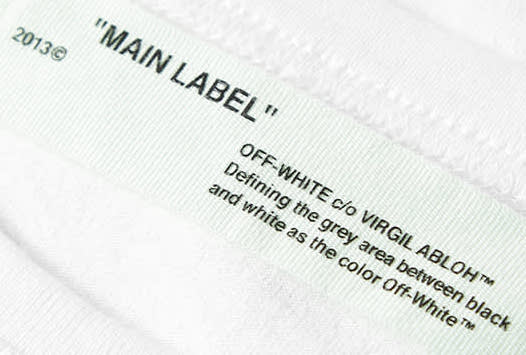 2013©
"MAIN LABEL"
OFF-WHITE c/o VIRGIL ABLOH™
Defining the grey area between black
and white as the color Off-White™